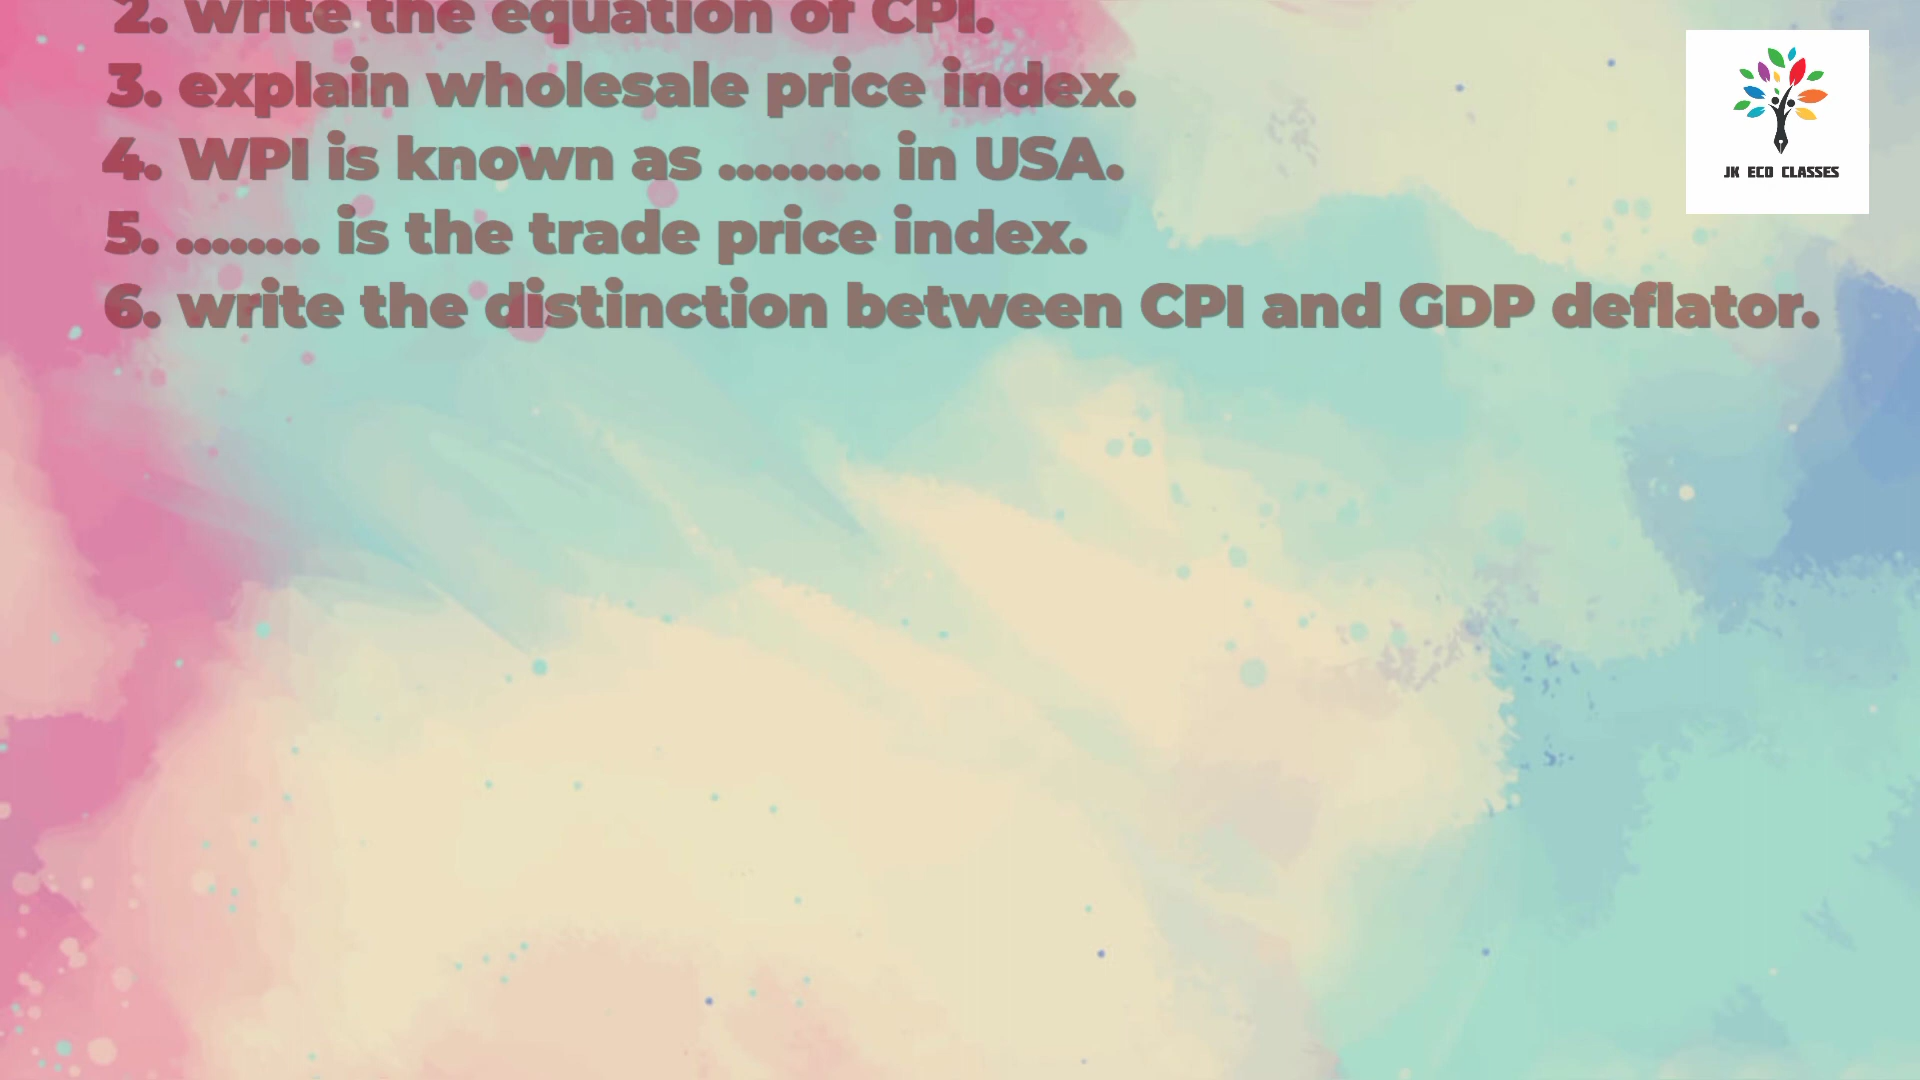 2. write the equation of CPI.
3. explain wholesale price index.
4. WPI is known as ......... in USA.
5. ........ is the trade price index.
6. write the distinction between CPI and GDP deflator.
JK ECO CLASSES